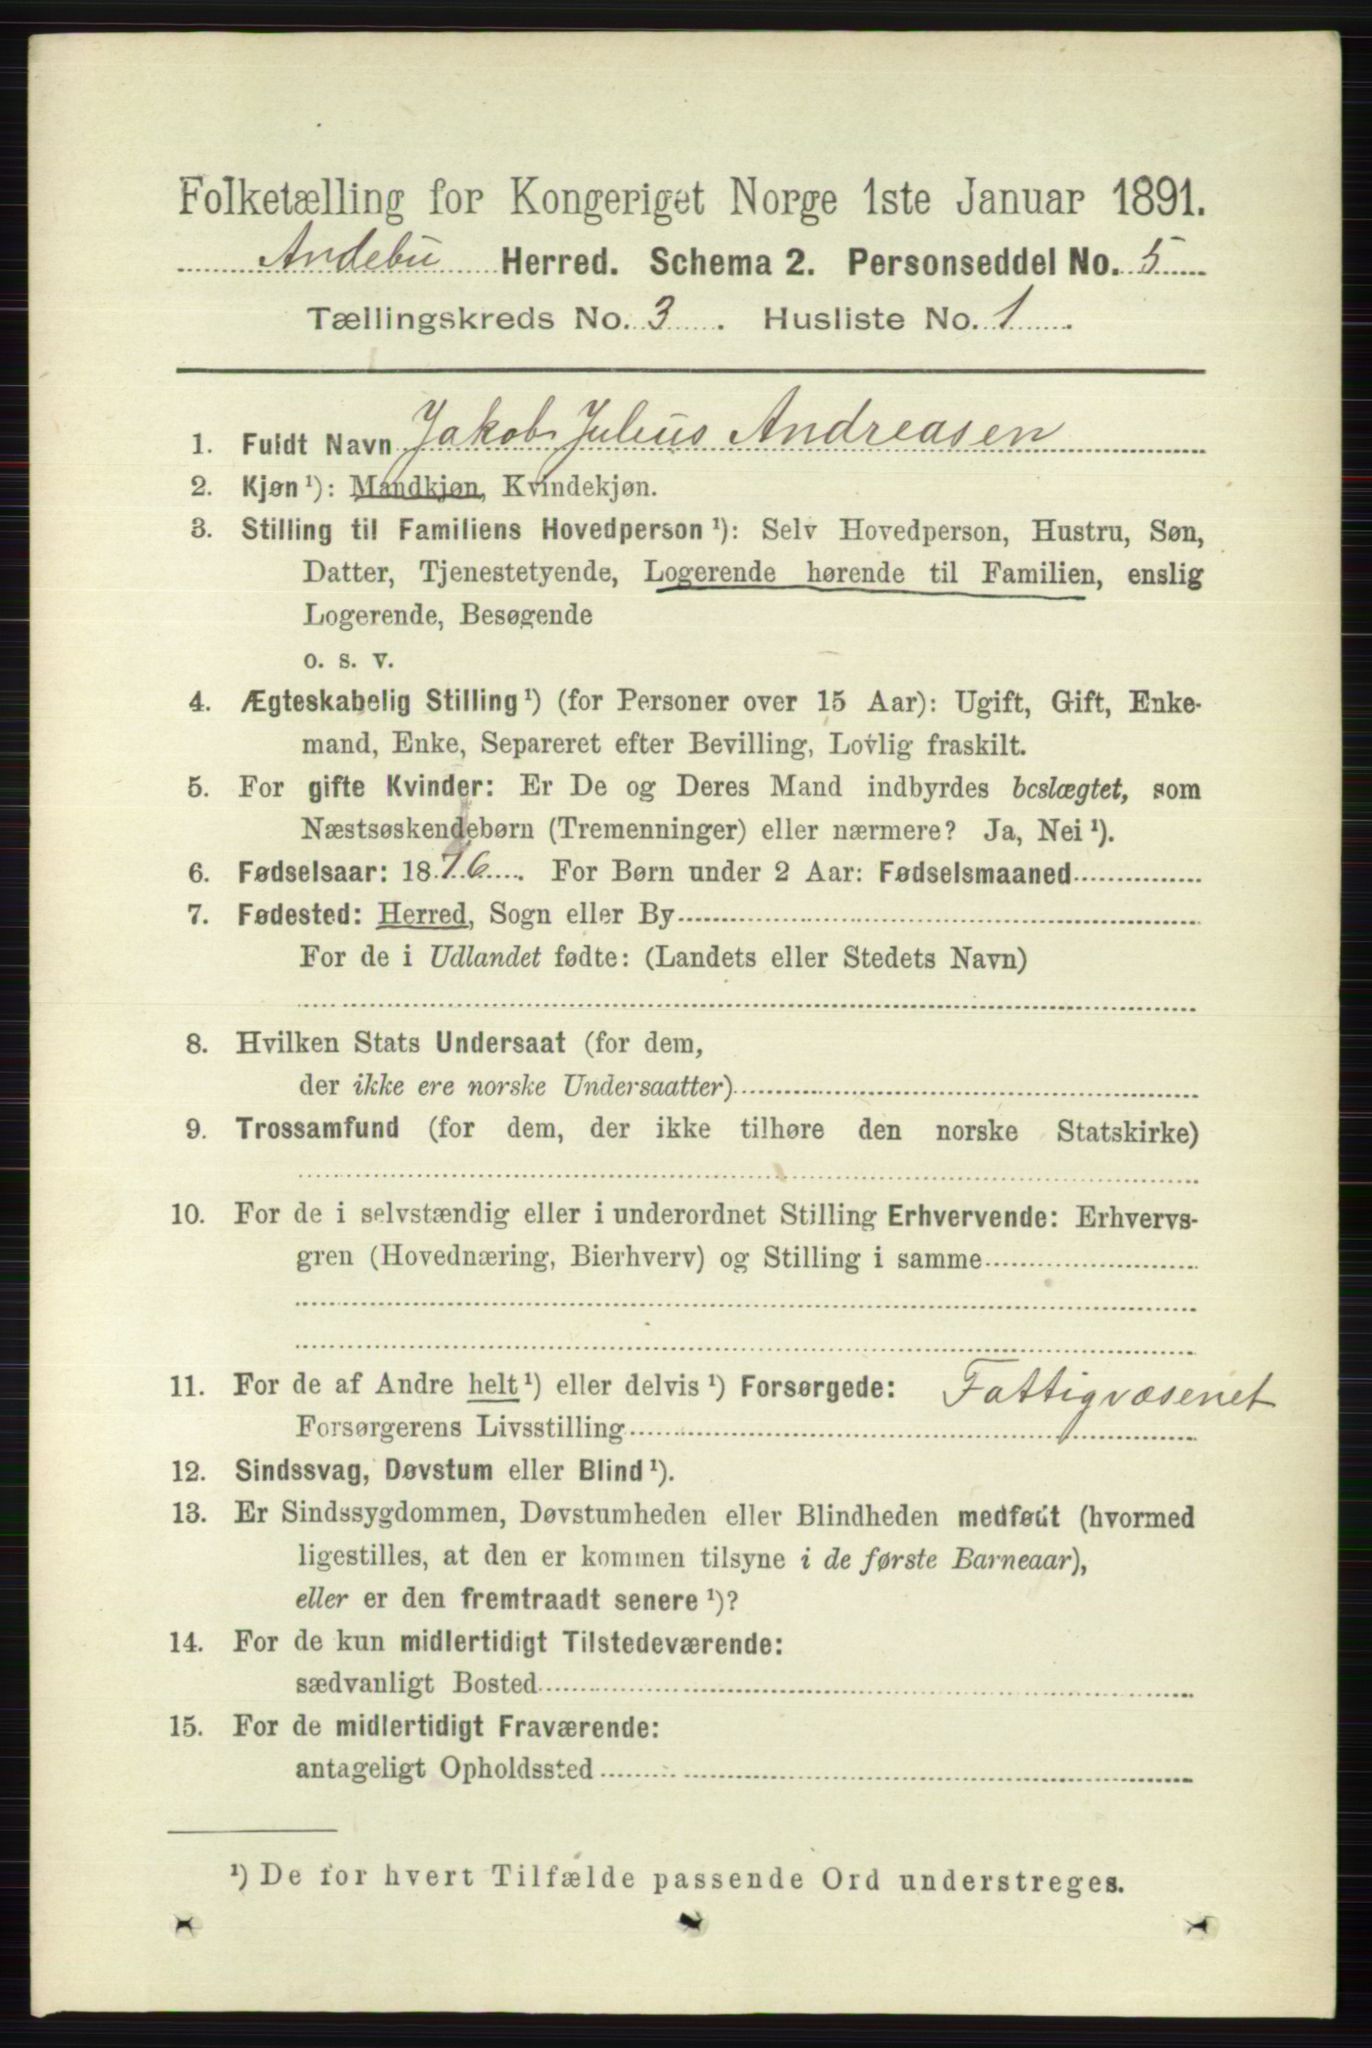 Folketælling for Kongeriget Norge 1ste Januar 1891.
Andebu Herred. Schema 2. Personseddel No. 5
Tællingskreds No. 3. Husliste No. 1.
1. Fuldt Navn Jakob Julius Andreasen
2. Kjøn ¹): Mandkjøn, Kvindekjøn.
3. Stilling til Familiens Hovedperson ¹): Selv Hovedperson, Hustru, Søn,
Datter, Tjenestetyende, Logerende hørende til Familien, enslig
Logerende, Besøgende
o. s. v.
4. Ægteskabelig Stilling ¹) (for Personer over 15 Aar): Ugift, Gift, Enke-
mand, Enke, Separeret efter Bevilling, Lovlig fraskilt.
5. For gifte Kvinder: Er De og Deres Mand indbyrdes beslægtet, som
Næstsøskendebørn (Tremenninger) eller nærmere? Ja, Nei ¹).
6. Fødselsaar: 1876. For Børn under 2 Aar: Fødselsmaaned
7. Fødested: Herred, Sogn eller By
For de i Udlandet fødte: (Landets eller Stedets Navn)
8. Hvilken Stats Undersaat (for dem,
der ikke ere norske Undersaatter)
9. Trossamfund (for dem, der ikke tilhøre den norske Statskirke)
10. For de i selvstændig eller i underordnet Stilling Erhvervende: Erhvervs-
gren (Hovednæring, Bierhverv) og Stilling i samme
11. For de af Andre helt ¹) eller delvis ¹) Forsørgede: Fattigvæsenet
Forsørgerens Livsstilling
12. Sindssvag, Døvstum eller Blind ¹).
13. Er Sindssygdommen, Døvstumheden eller Blindheden medfødt (hvormed
ligestilles, at den er kommen tilsyne i de første Barneaar),
eller er den fremtraadt senere ¹)?
14. For de kun midlertidigt Tilstedeværende:
sædvanligt Bosted
15. For de midlertidigt Fraværende:
antageligt Opholdssted
¹) De for hvert Tilfælde passende Ord understreges.